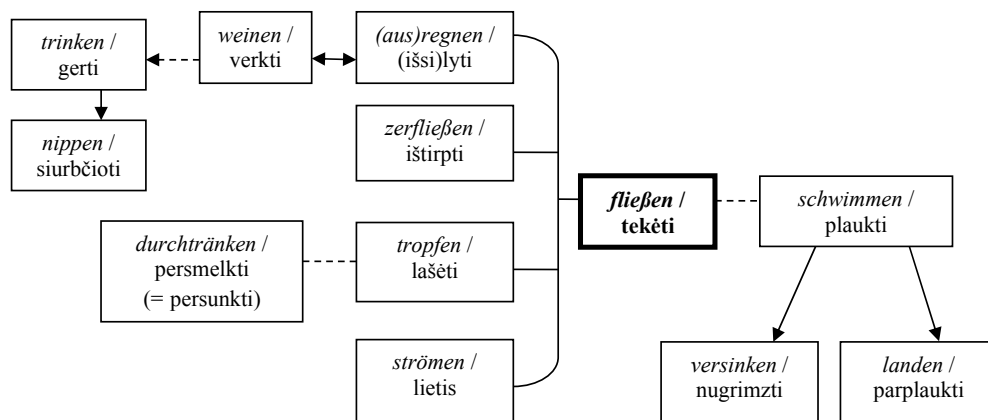 trinken /
gerti
weinen /
verkti
(aus)regnen /
(išsi)lyti
nippen /
siurbčioti
zerfließen /
ištirpti
fließen /
tekėti
schwimmen /
plaukti
durchtränken /
persmelkti
(= persunkti)
tropfen /
lašėti
strömen /
lietis
versinken /
nugrimzti
landen /
parplaukti